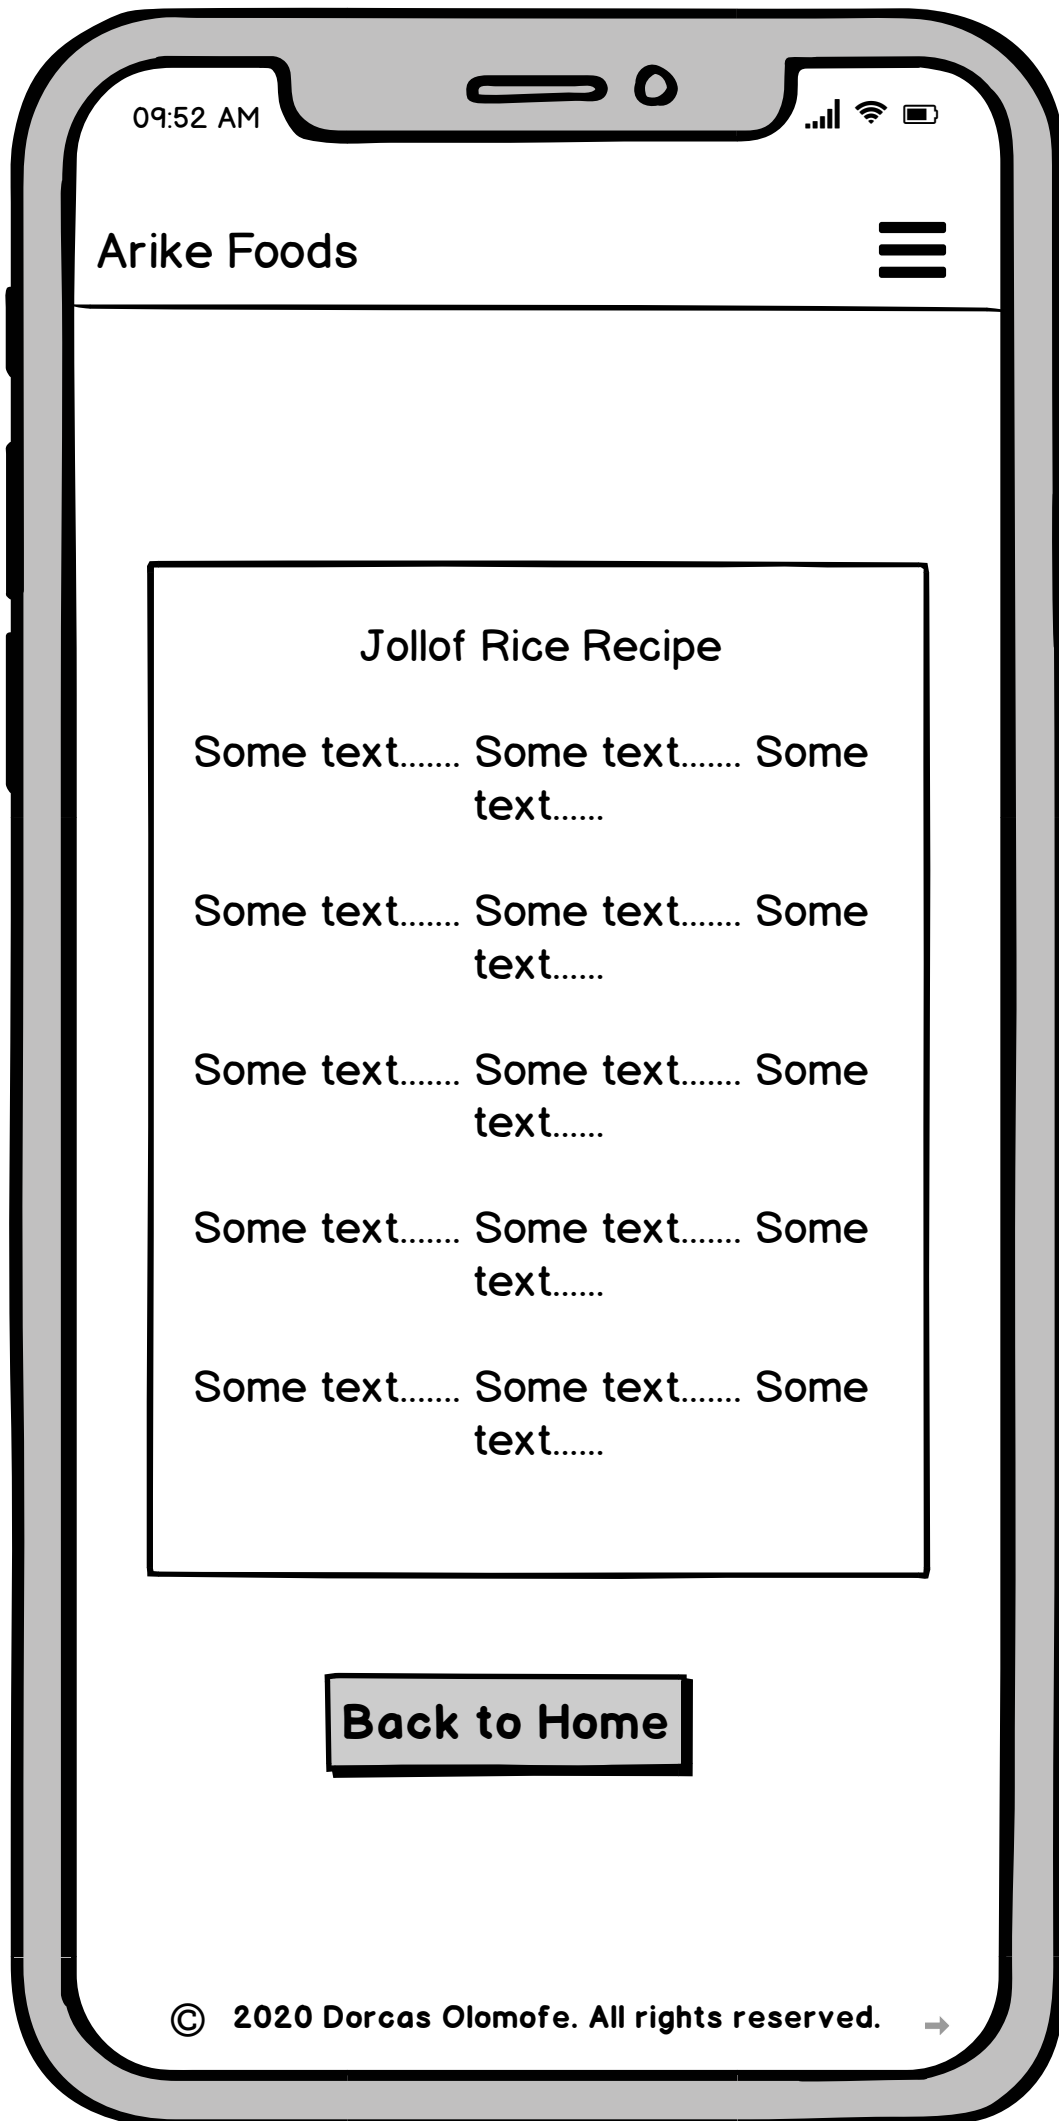 09:52 AM
Arike Foods
Jollof Rice Recipe
Some text....... Some text....... Some
text......
Some text....... Some text....... Some
text......
Some text....... Some text....... Some
text......
Some text....... Some text....... Some
text......
Some text....... Some text....... Some
text......
Back to Home
© 2020 Dorcas Olomofe. All rights reserved.